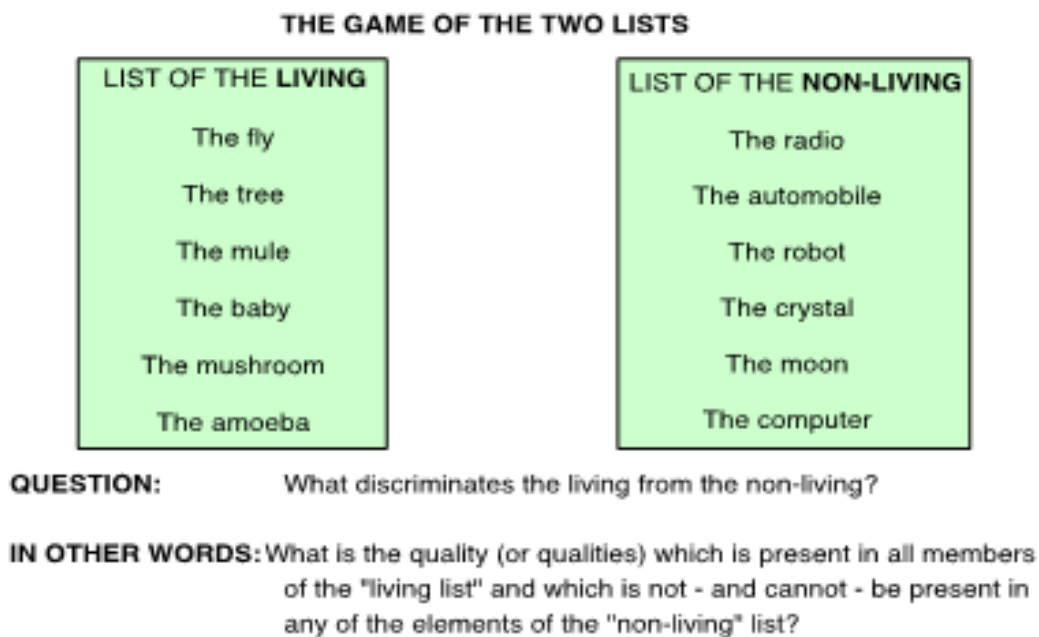 THE GAME OF THE TWO LISTS
LIST OF THE LIVING
The fly
The tree
The mule
The baby
The mushroom
The amoeba
LIST OF THE NON-LIVING
The radio
The automobile
The robot
The crystal
The moon
The computer
QUESTION: What discriminates the living from the non-living?
IN OTHER WORDS: What is the quality (or qualities) which is present in all members
of the "living list" and which is not - and cannot - be present in
any of the elements of the "non-living" list?